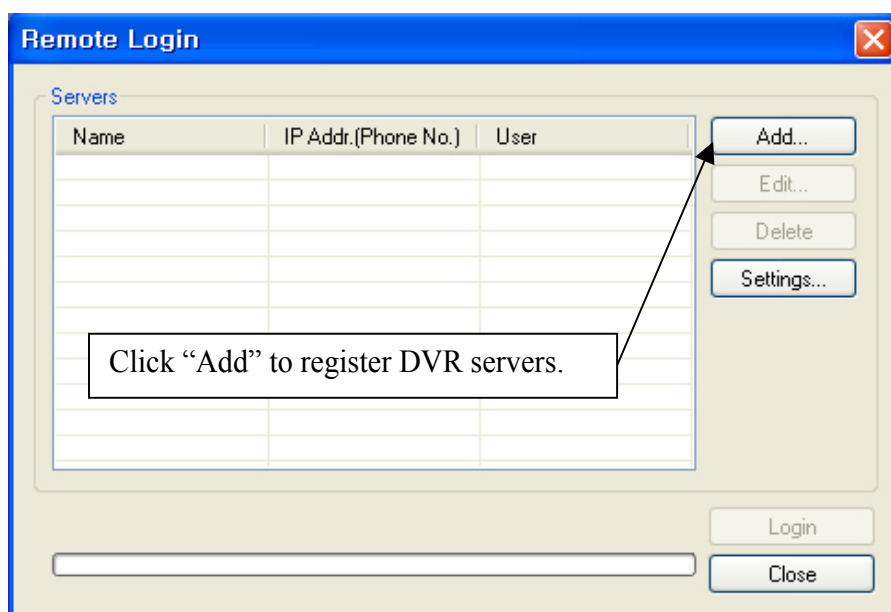 Remote Login
Servers
Name IP Addr.(Phone No.) User
Add...
Edit...
Delete
Settings...
Click “Add” to register DVR servers.
Login
Close